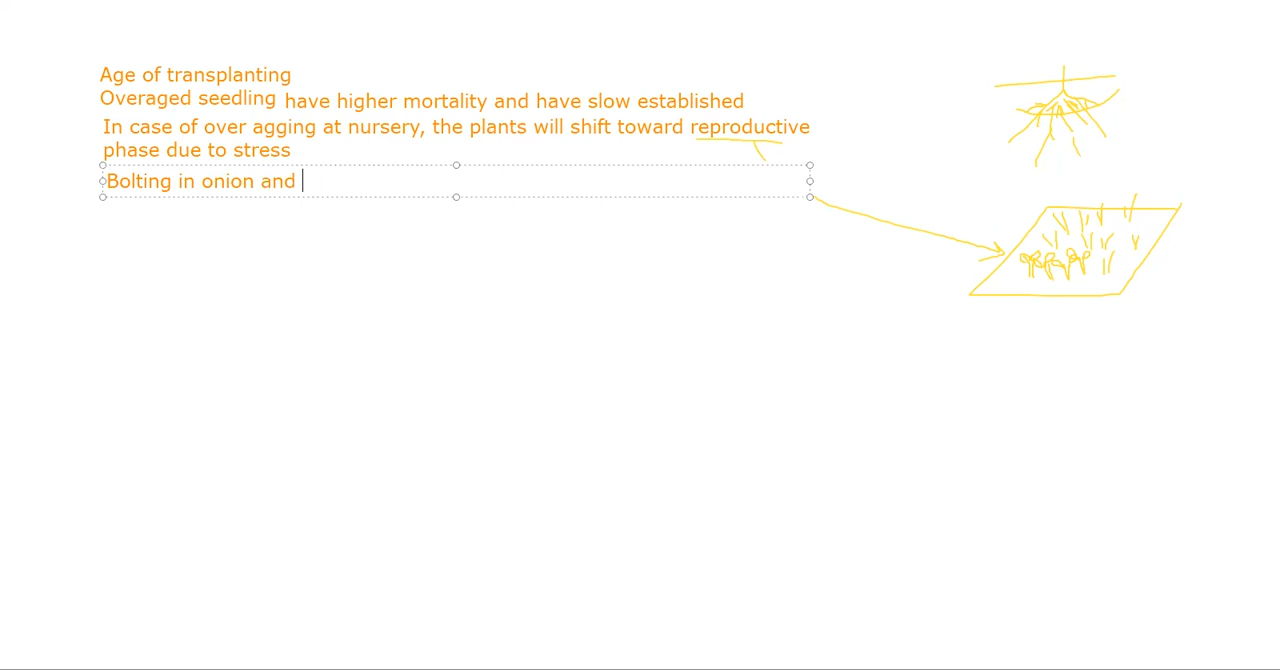 Age of transplanting
Overaged seedling have higher mortality and have slow established
In case of over agging at nursery, the plants will shift toward reproductive
phase due to stress
Bolting in onion and